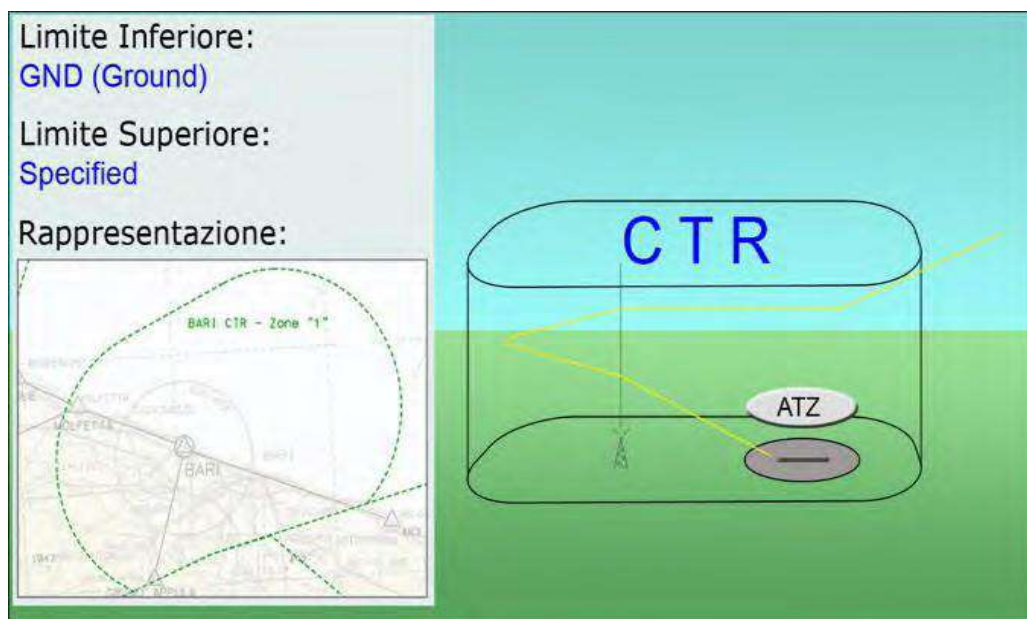 Limite Inferiore:
GND (Ground)
Limite Superiore:
Specified
Rappresentazione:
BARI CTR - Zone "1"
MOLFETTA
BARI
CTR
ATZ